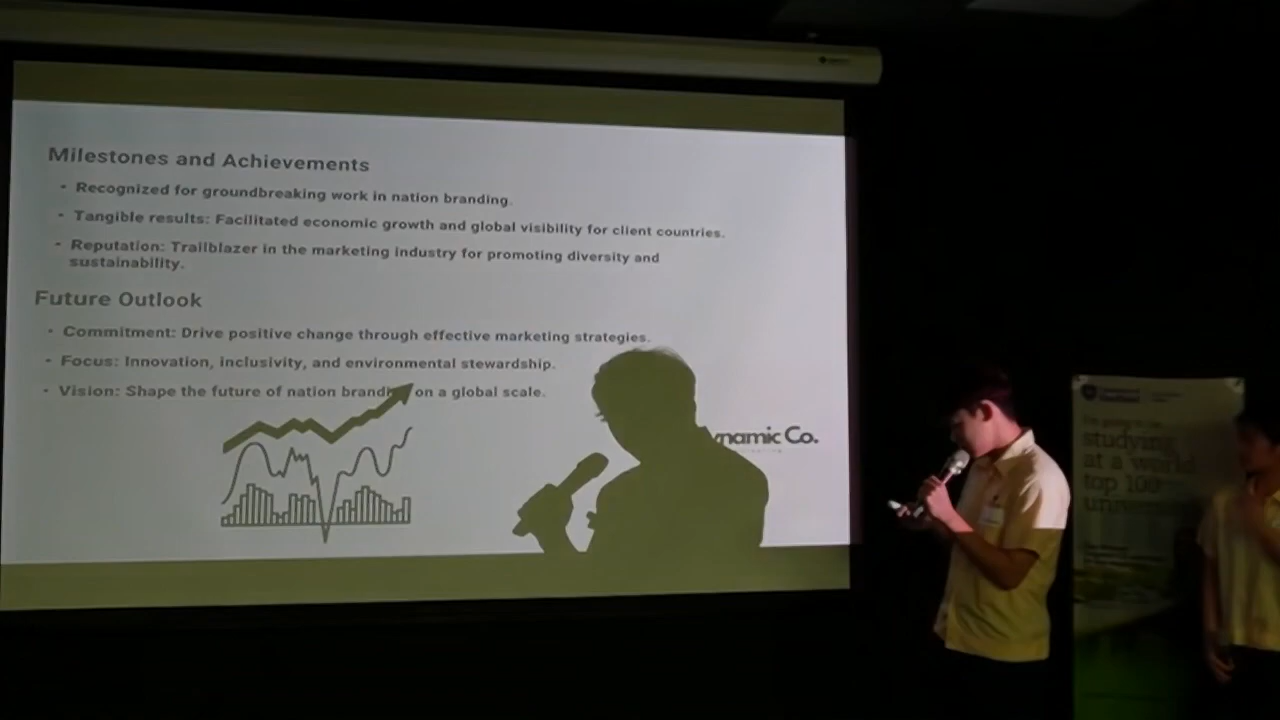 Milestones and Achievements
• Recognized for groundbreaking work in nation branding.
• Tangible results: Facilitated economic growth and global visibility for client countries.
• Reputation: Trailblazer in the marketing industry for promoting diversity and
sustainability.
Future Outlook
• Commitment: Drive positive change through effective marketing strategies.
• Focus: Innovation, inclusivity, and environmental stewardship.
• Vision: Shape the future of nation brandi on a global scale.
namic Co.
studying
at a world
top 100